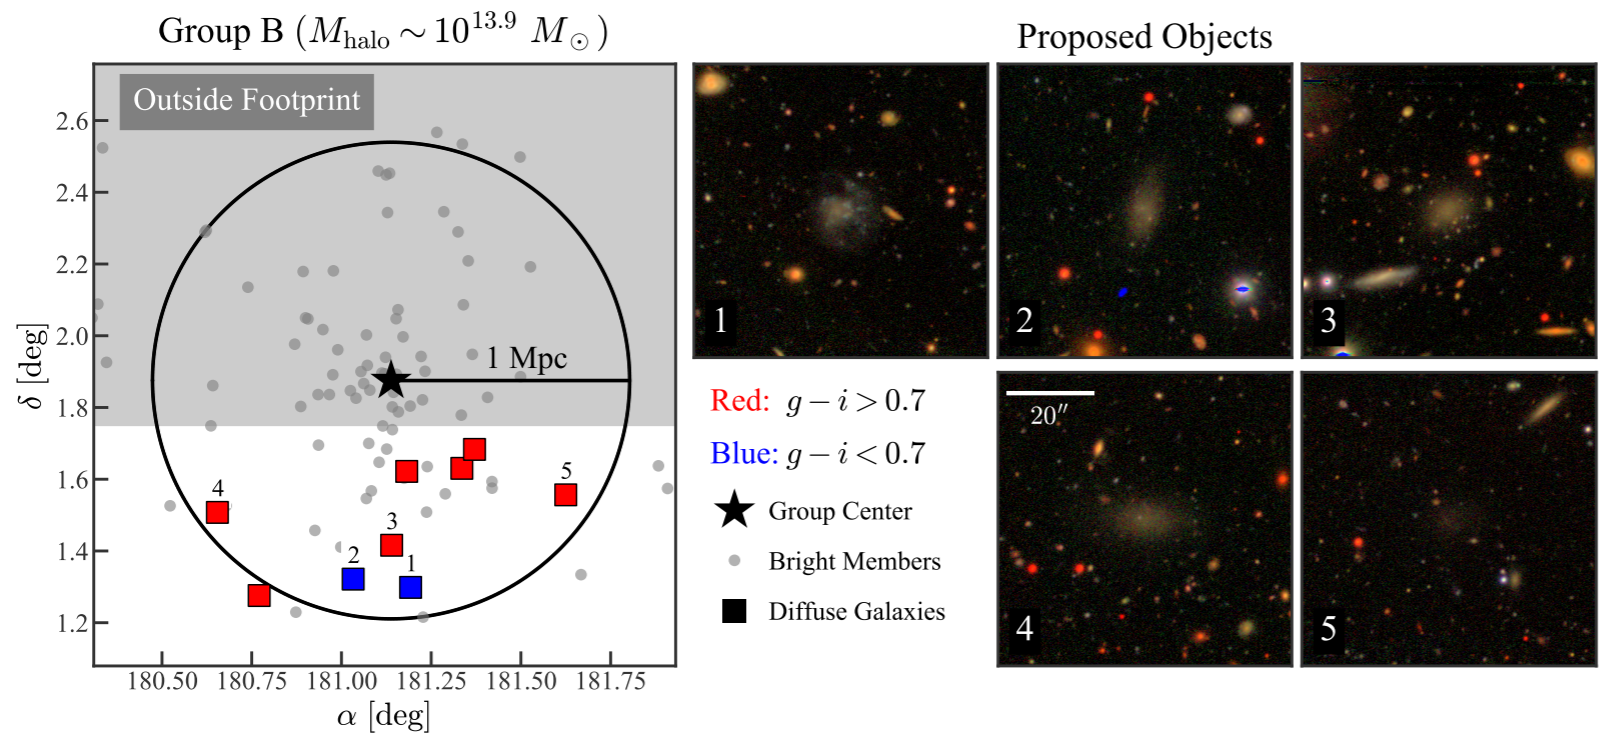 Group B (M_halo ∼ 10^13.9 M_⊙)
Outside Footprint
2.6
2.4
2.2
2.0
1.8
1.6
1.4
1.2
δ [deg]
1 Mpc
4
5
3
2
1
180.50 180.75 181.00 181.25 181.50 181.75
α [deg]
Proposed Objects
1
2
3
Red: g − i > 0.7
Blue: g − i < 0.7
Group Center
Bright Members
Diffuse Galaxies
20″
4
5